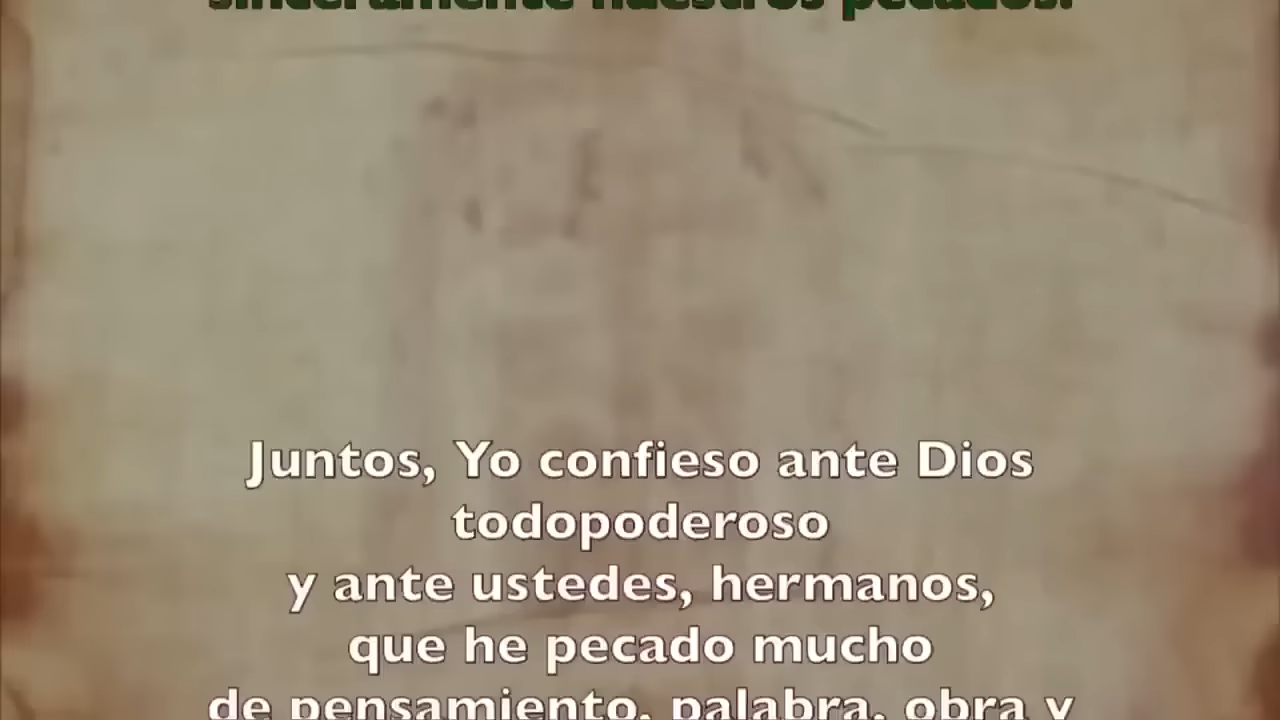 sinceramente nuestros pecados.
Juntos, Yo confieso ante Dios
todopoderoso
y ante ustedes, hermanos,
que he pecado mucho
de pensamiento, palabra, obra y